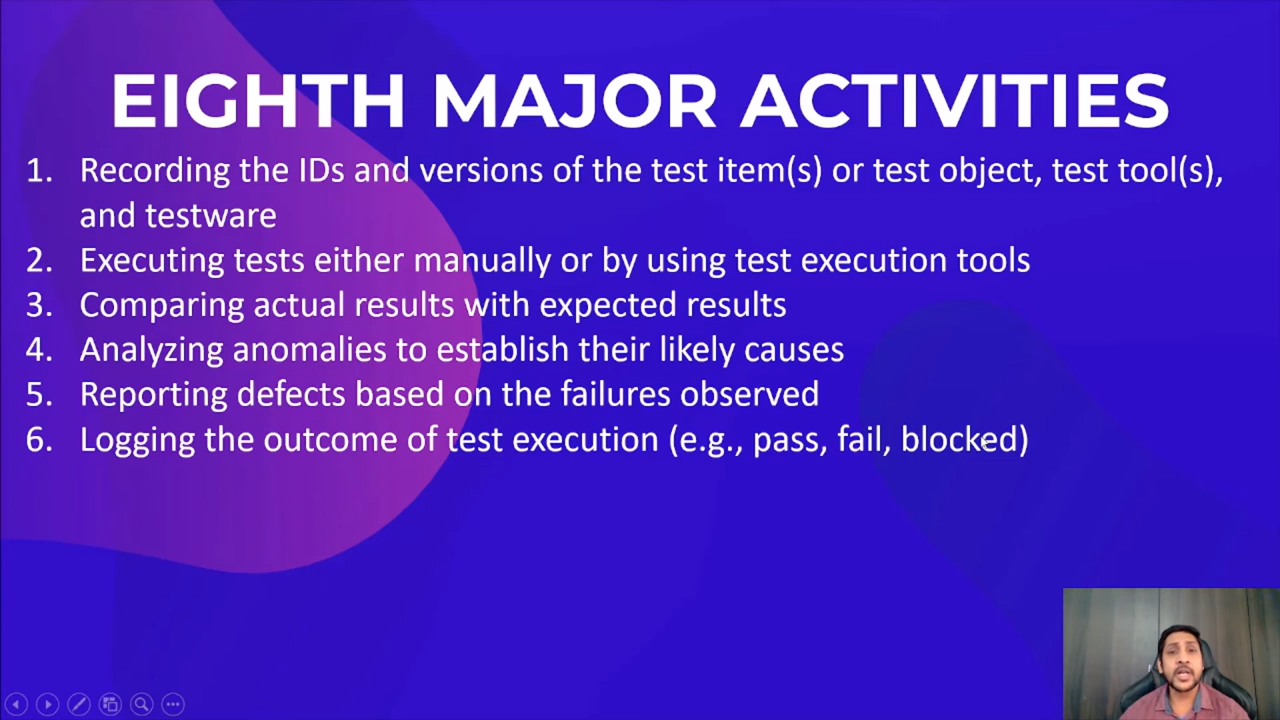 EIGHTH MAJOR ACTIVITIES
1. Recording the IDs and versions of the test item(s) or test object, test tool(s),
and testware
2. Executing tests either manually or by using test execution tools
3. Comparing actual results with expected results
4. Analyzing anomalies to establish their likely causes
5. Reporting defects based on the failures observed
6. Logging the outcome of test execution (e.g., pass, fail, blocked)